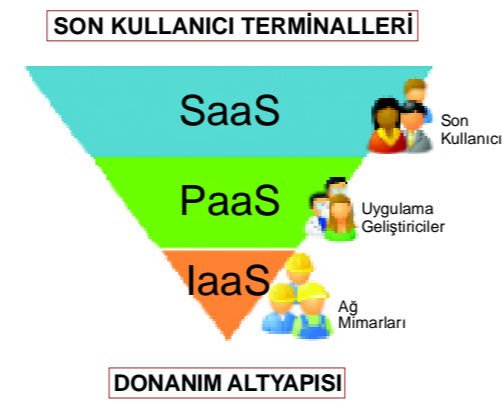 SON KULLANICI TERMİNALLERİ
SaaS
Son
Kullanıcı
PaaS
Uygulama
Geliştiriciler
IaaS
Ağ
Mimarları
DONANIM ALTYAPISI